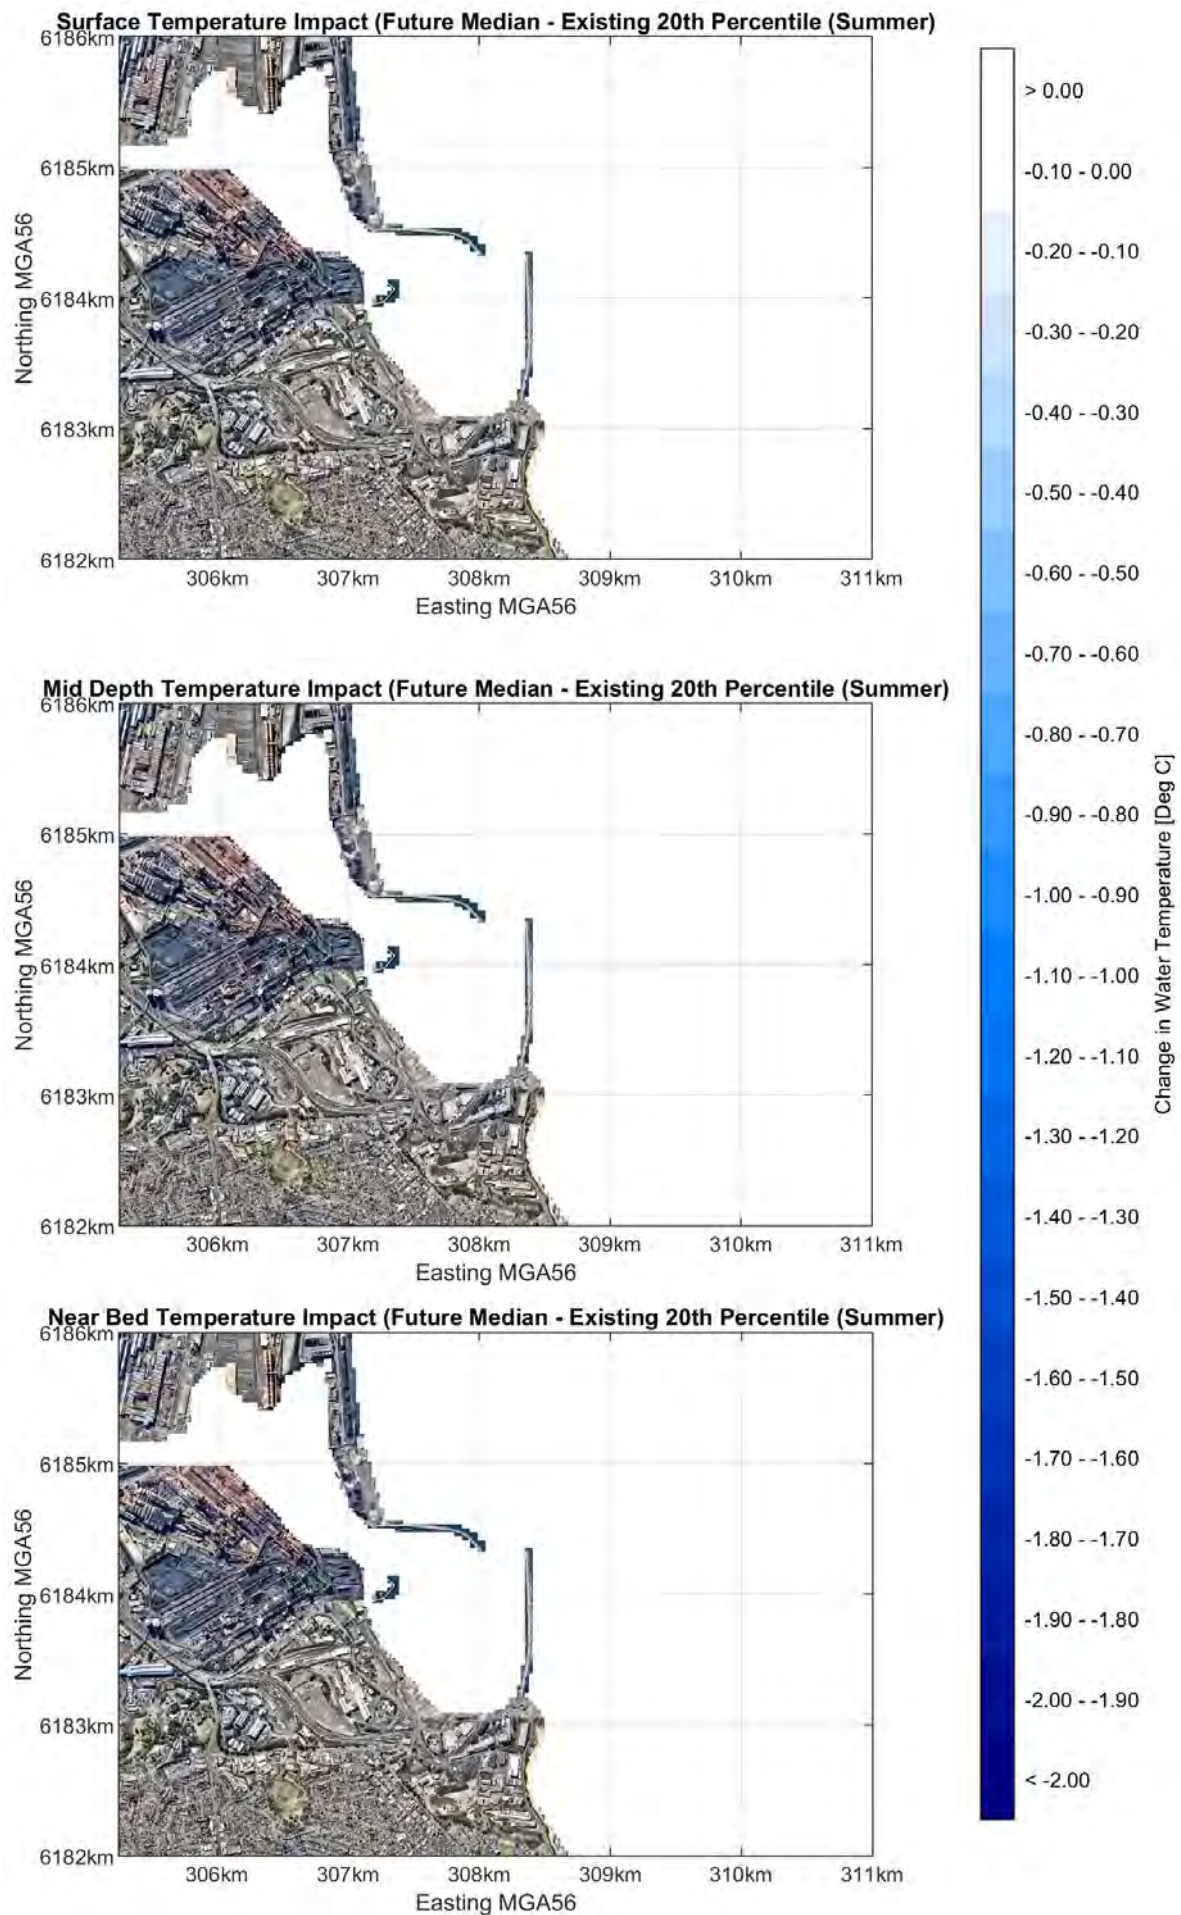 Surface Temperature Impact (Future Median - Existing 20th Percentile (Summer)
6186km
6185km
6184km
6183km
6182km
Northing MGA56
306km 307km 308km 309km 310km 311km
Easting MGA56
Mid Depth Temperature Impact (Future Median - Existing 20th Percentile (Summer)
6186km
6185km
6184km
6183km
6182km
Northing MGA56
306km 307km 308km 309km 310km 311km
Easting MGA56
Near Bed Temperature Impact (Future Median - Existing 20th Percentile (Summer)
6186km
6185km
6184km
6183km
6182km
Northing MGA56
306km 307km 308km 309km 310km 311km
Easting MGA56
> 0.00
-0.10 - 0.00
-0.20 - -0.10
-0.30 - -0.20
-0.40 - -0.30
-0.50 - -0.40
-0.60 - -0.50
-0.70 - -0.60
-0.80 - -0.70
-0.90 - -0.80
-1.00 - -0.90
-1.10 - -1.00
-1.20 - -1.10
-1.30 - -1.20
-1.40 - -1.30
-1.50 - -1.40
-1.60 - -1.50
-1.70 - -1.60
-1.80 - -1.70
-1.90 - -1.80
-2.00 - -1.90
< -2.00
Change in Water Temperature [Deg C]